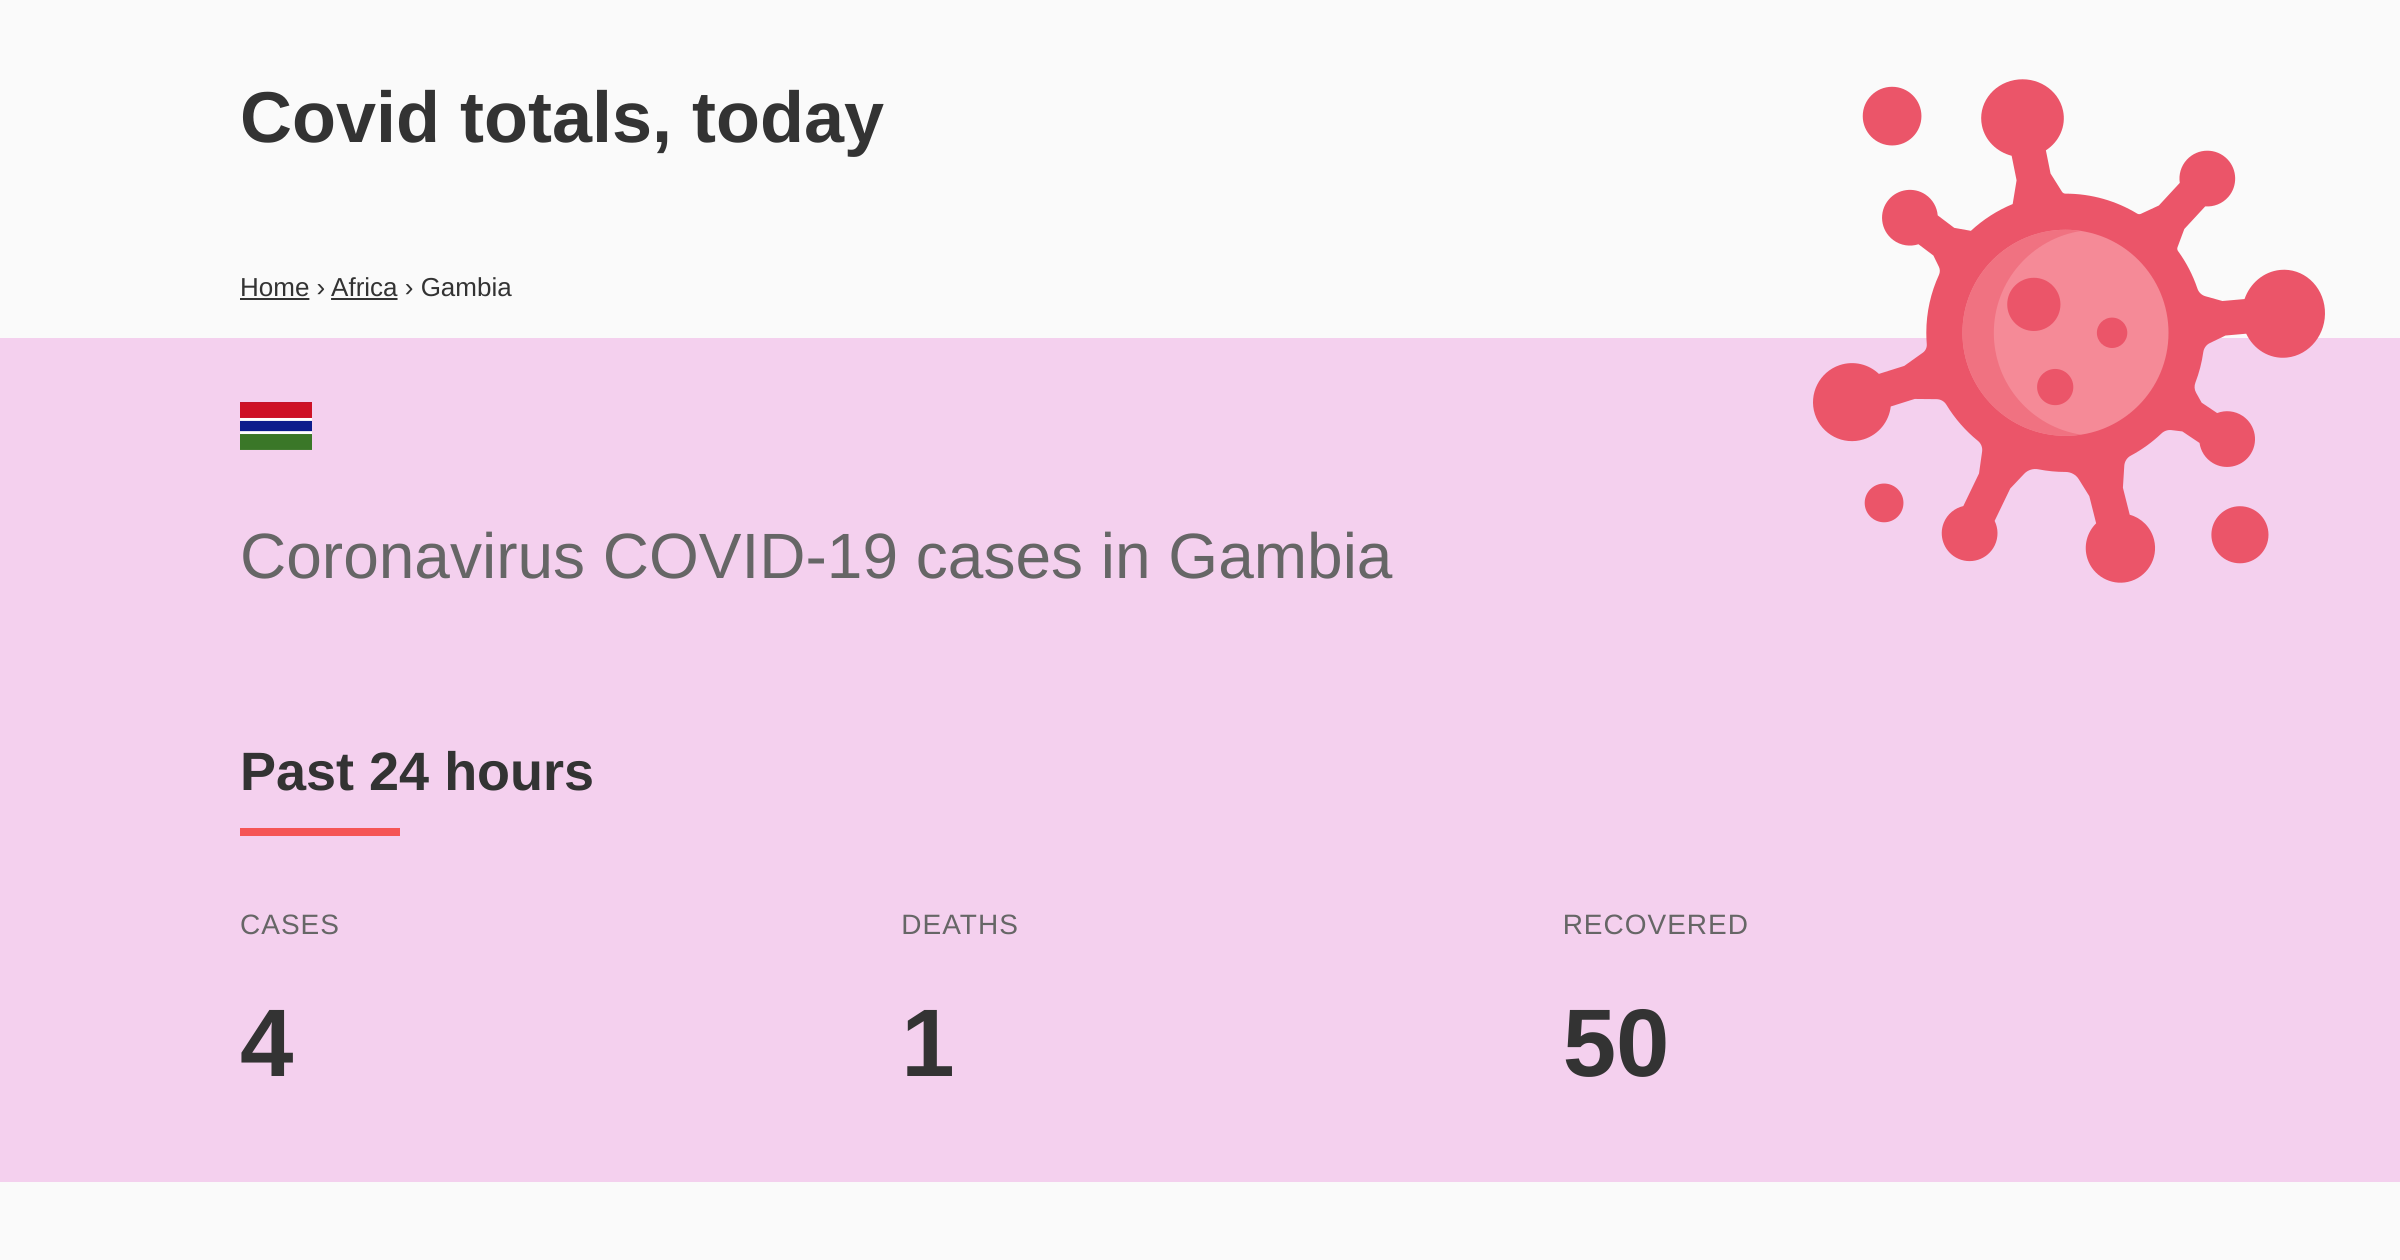 Covid totals, today
Home › Africa › Gambia
Coronavirus COVID-19 cases in Gambia
Past 24 hours
CASES
DEATHS
RECOVERED
4
1
50